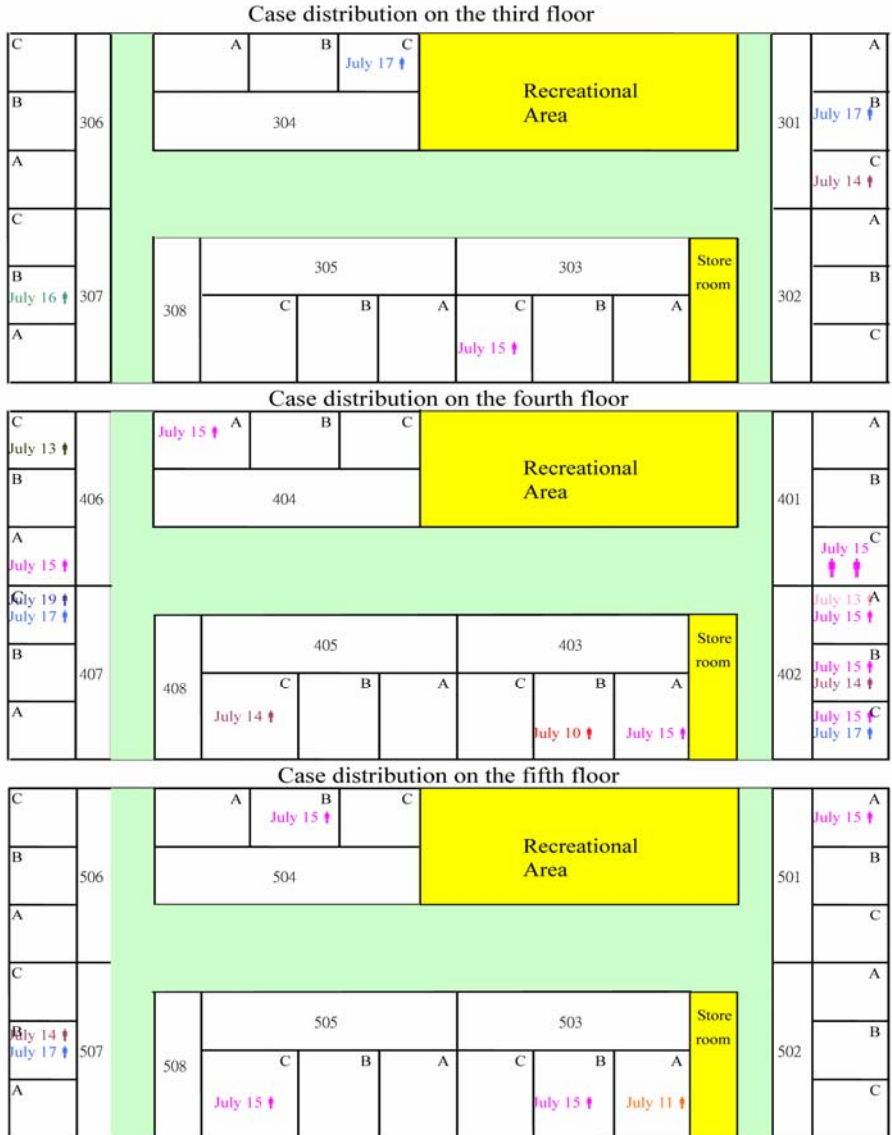 Case distribution on the third floor
C
A
B
C
A
July 17
Recreational
Area
B
B
July 17
306
304
301
A
C
July 14
C
A
305
303
Store
room
B
B
July 16
307
308
302
C
B
A
C
B
A
A
C
July 15
Case distribution on the fourth floor
C
A
B
C
A
July 15
July 13
Recreational
Area
B
B
406
404
401
A
C
July 15
July 15
C
A
July 19
July 13
July 17
July 15
405
403
Store
room
B
B
July 15
407
408
402
July 14
C
B
A
C
B
A
A
C
July 14
July 15
July 10
July 15
July 17
Case distribution on the fifth floor
C
A
B
C
A
July 15
July 15
Recreational
Area
B
B
506
504
501
A
C
C
A
505
503
Store
room
B
B
July 14
July 17
507
508
502
C
B
A
C
B
A
A
C
July 15
July 15
July 11